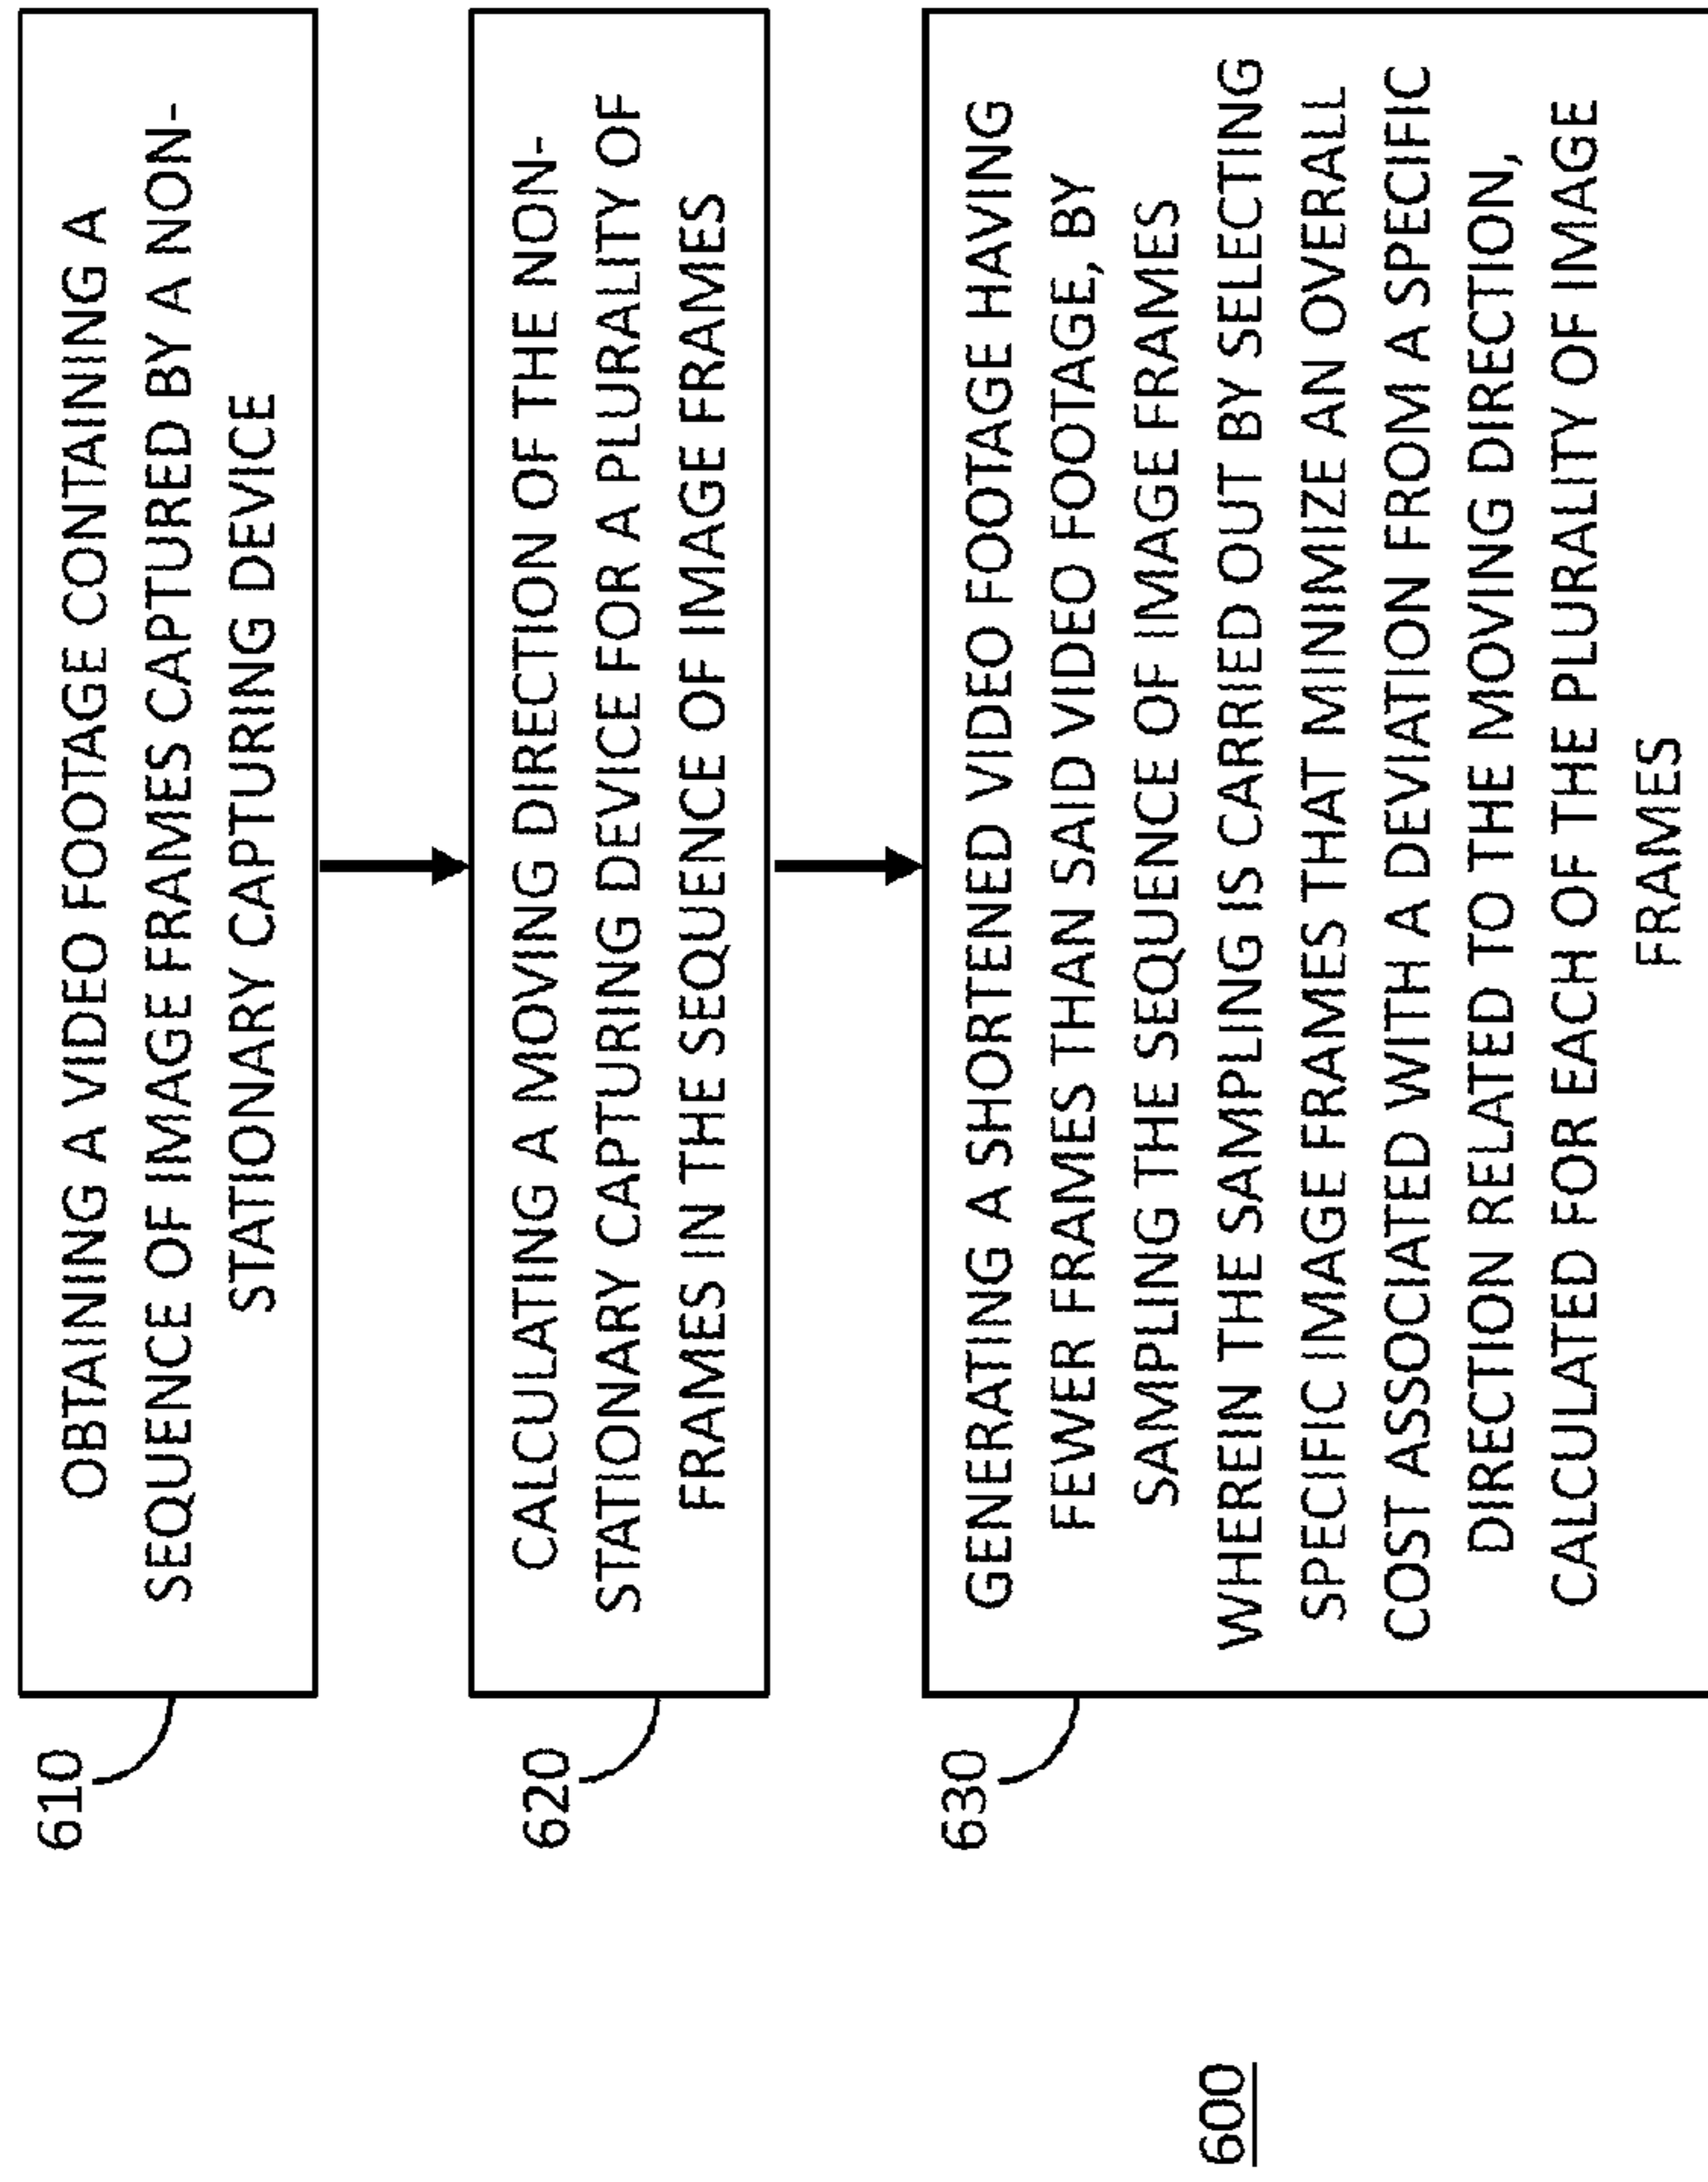 610
OBTAINING A VIDEO FOOTAGE CONTAINING A
SEQUENCE OF IMAGE FRAMES CAPTURED BY A NON-
STATIONARY CAPTURING DEVICE
620
CALCULATING A MOVING DIRECTION OF THE NON-
STATIONARY CAPTURING DEVICE FOR A PLURALITY OF
FRAMES IN THE SEQUENCE OF IMAGE FRAMES
630
GENERATING A SHORTENED VIDEO FOOTAGE HAVING
FEWER FRAMES THAN SAID VIDEO FOOTAGE, BY
SAMPLING THE SEQUENCE OF IMAGE FRAMES
WHEREIN THE SAMPLING IS CARRIED OUT BY SELECTING
SPECIFIC IMAGE FRAMES THAT MINIMIZE AN OVERALL
COST ASSOCIATED WITH A DEVIATION FROM A SPECIFIC
DIRECTION RELATED TO THE MOVING DIRECTION,
CALCULATED FOR EACH OF THE PLURALITY OF IMAGE
FRAMES
600